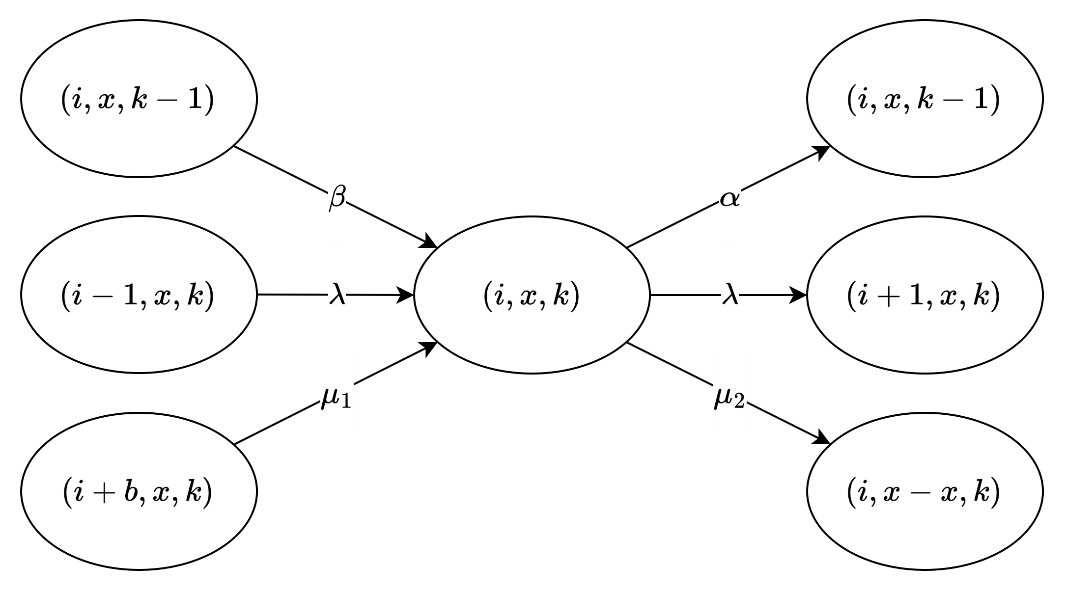 (i, x, k − 1)
(i, x, k − 1)
β
α
(i − 1, x, k)
λ
(i, x, k)
λ
(i + 1, x, k)
μ₁
μ₂
(i + b, x, k)
(i, x − x, k)